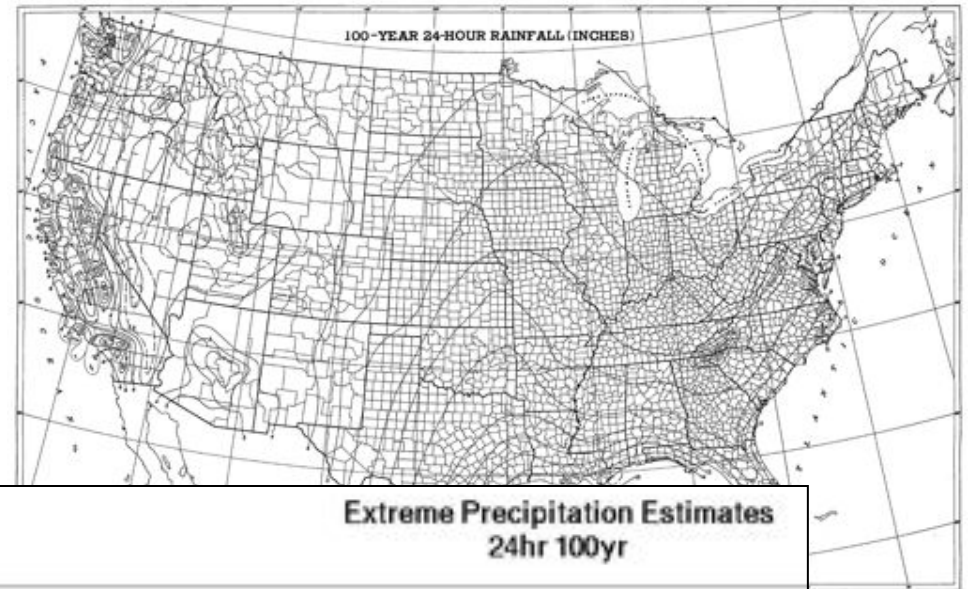 100-YEAR 24-HOUR RAINFALL (INCHES)
Extreme Precipitation Estimates
24hr 100yr